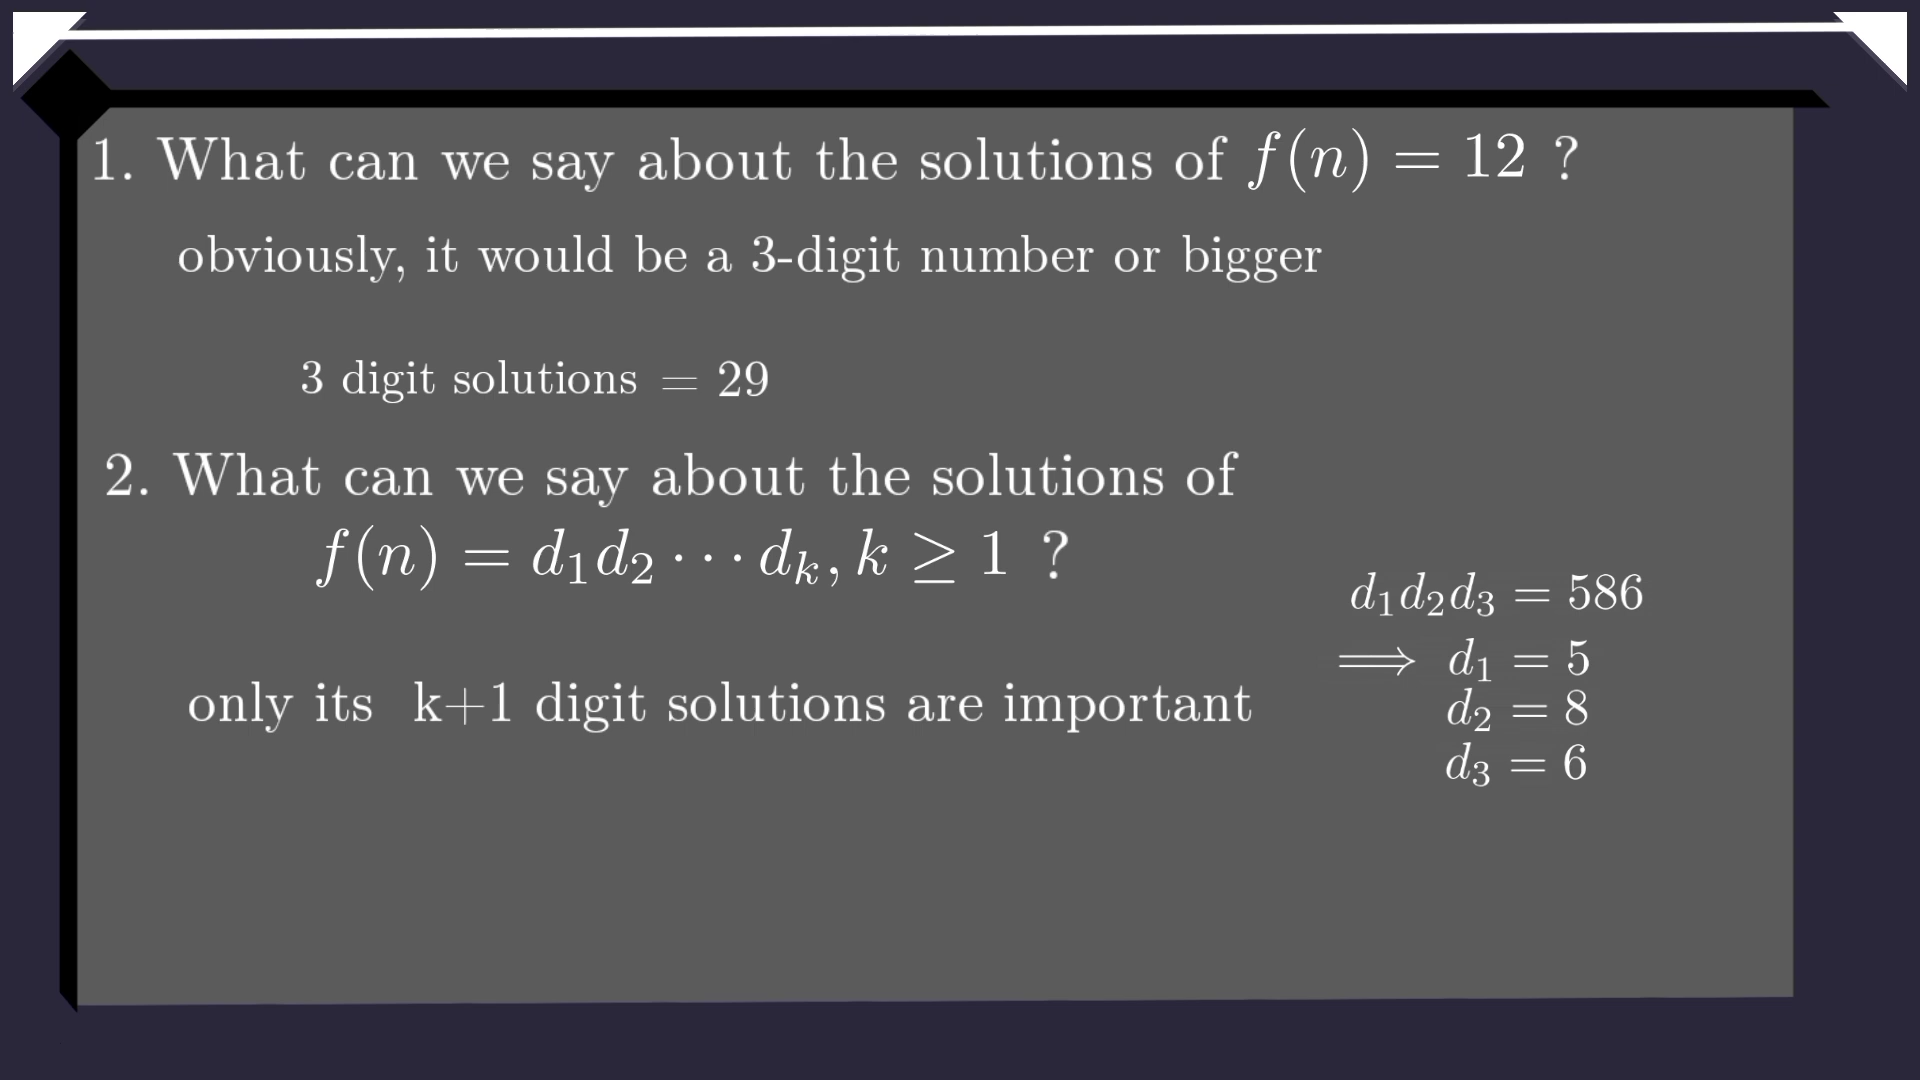 1. What can we say about the solutions of f(n) = 12 ?
obviously, it would be a 3-digit number or bigger
3 digit solutions = 29
2. What can we say about the solutions of
f(n) = d₁d₂ · · · dₖ, k ≥ 1 ?
d₁d₂d₃ = 586
⟹ d₁ = 5
d₂ = 8
only its k+1 digit solutions are important
d₃ = 6